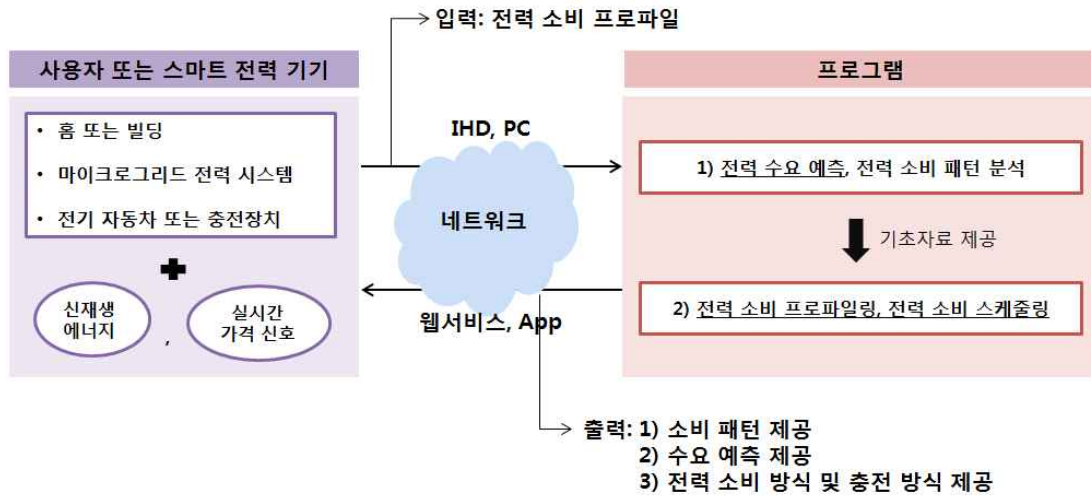 입력: 전력 소비 프로파일
사용자 또는 스마트 전력 기기
• 홈 또는 빌딩
• 마이크로그리드 전력 시스템
• 전기 자동차 또는 충전장치
신재생
에너지
,
실시간
가격 신호
IHD, PC
네트워크
웹서비스, App
프로그램
1) 전력 수요 예측, 전력 소비 패턴 분석
기초자료 제공
2) 전력 소비 프로파일링, 전력 소비 스케줄링
출력: 1) 소비 패턴 제공
2) 수요 예측 제공
3) 전력 소비 방식 및 충전 방식 제공